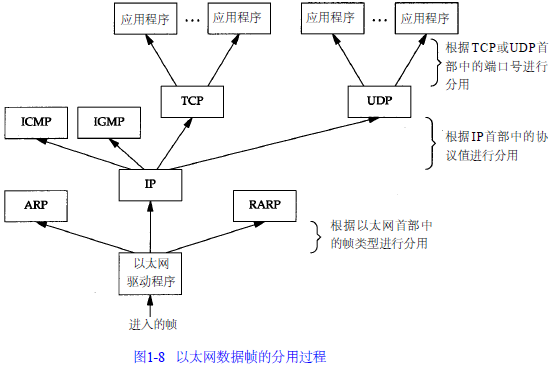 应用程序 … 应用程序 应用程序 … 应用程序
根据TCP或UDP首
部中的端口号进行
分用
TCP UDP
ICMP IGMP
根据IP首部中的协
议值进行分用
IP
ARP RARP
根据以太网首部中
的帧类型进行分用
以太网
驱动程序
进入的帧
图1-8 以太网数据帧的分用过程